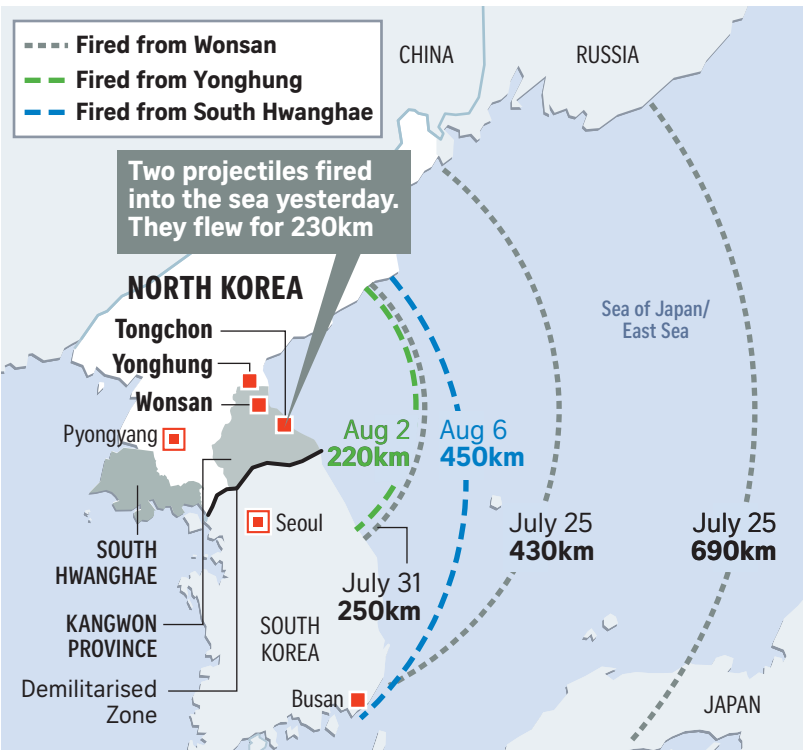 Fired from Wonsan
Fired from Yonghung
Fired from South Hwanghae
CHINA
RUSSIA
Two projectiles fired
into the sea yesterday.
They flew for 230km
NORTH KOREA
Tongchon
Yonghung
Wonsan
Pyongyang
Sea of Japan/
East Sea
Aug 2
220km
Aug 6
450km
July 25
430km
July 25
690km
Seoul
SOUTH
HWANGHAE
July 31
250km
KANGWON
PROVINCE
SOUTH
KOREA
Demilitarised
Zone
Busan
JAPAN